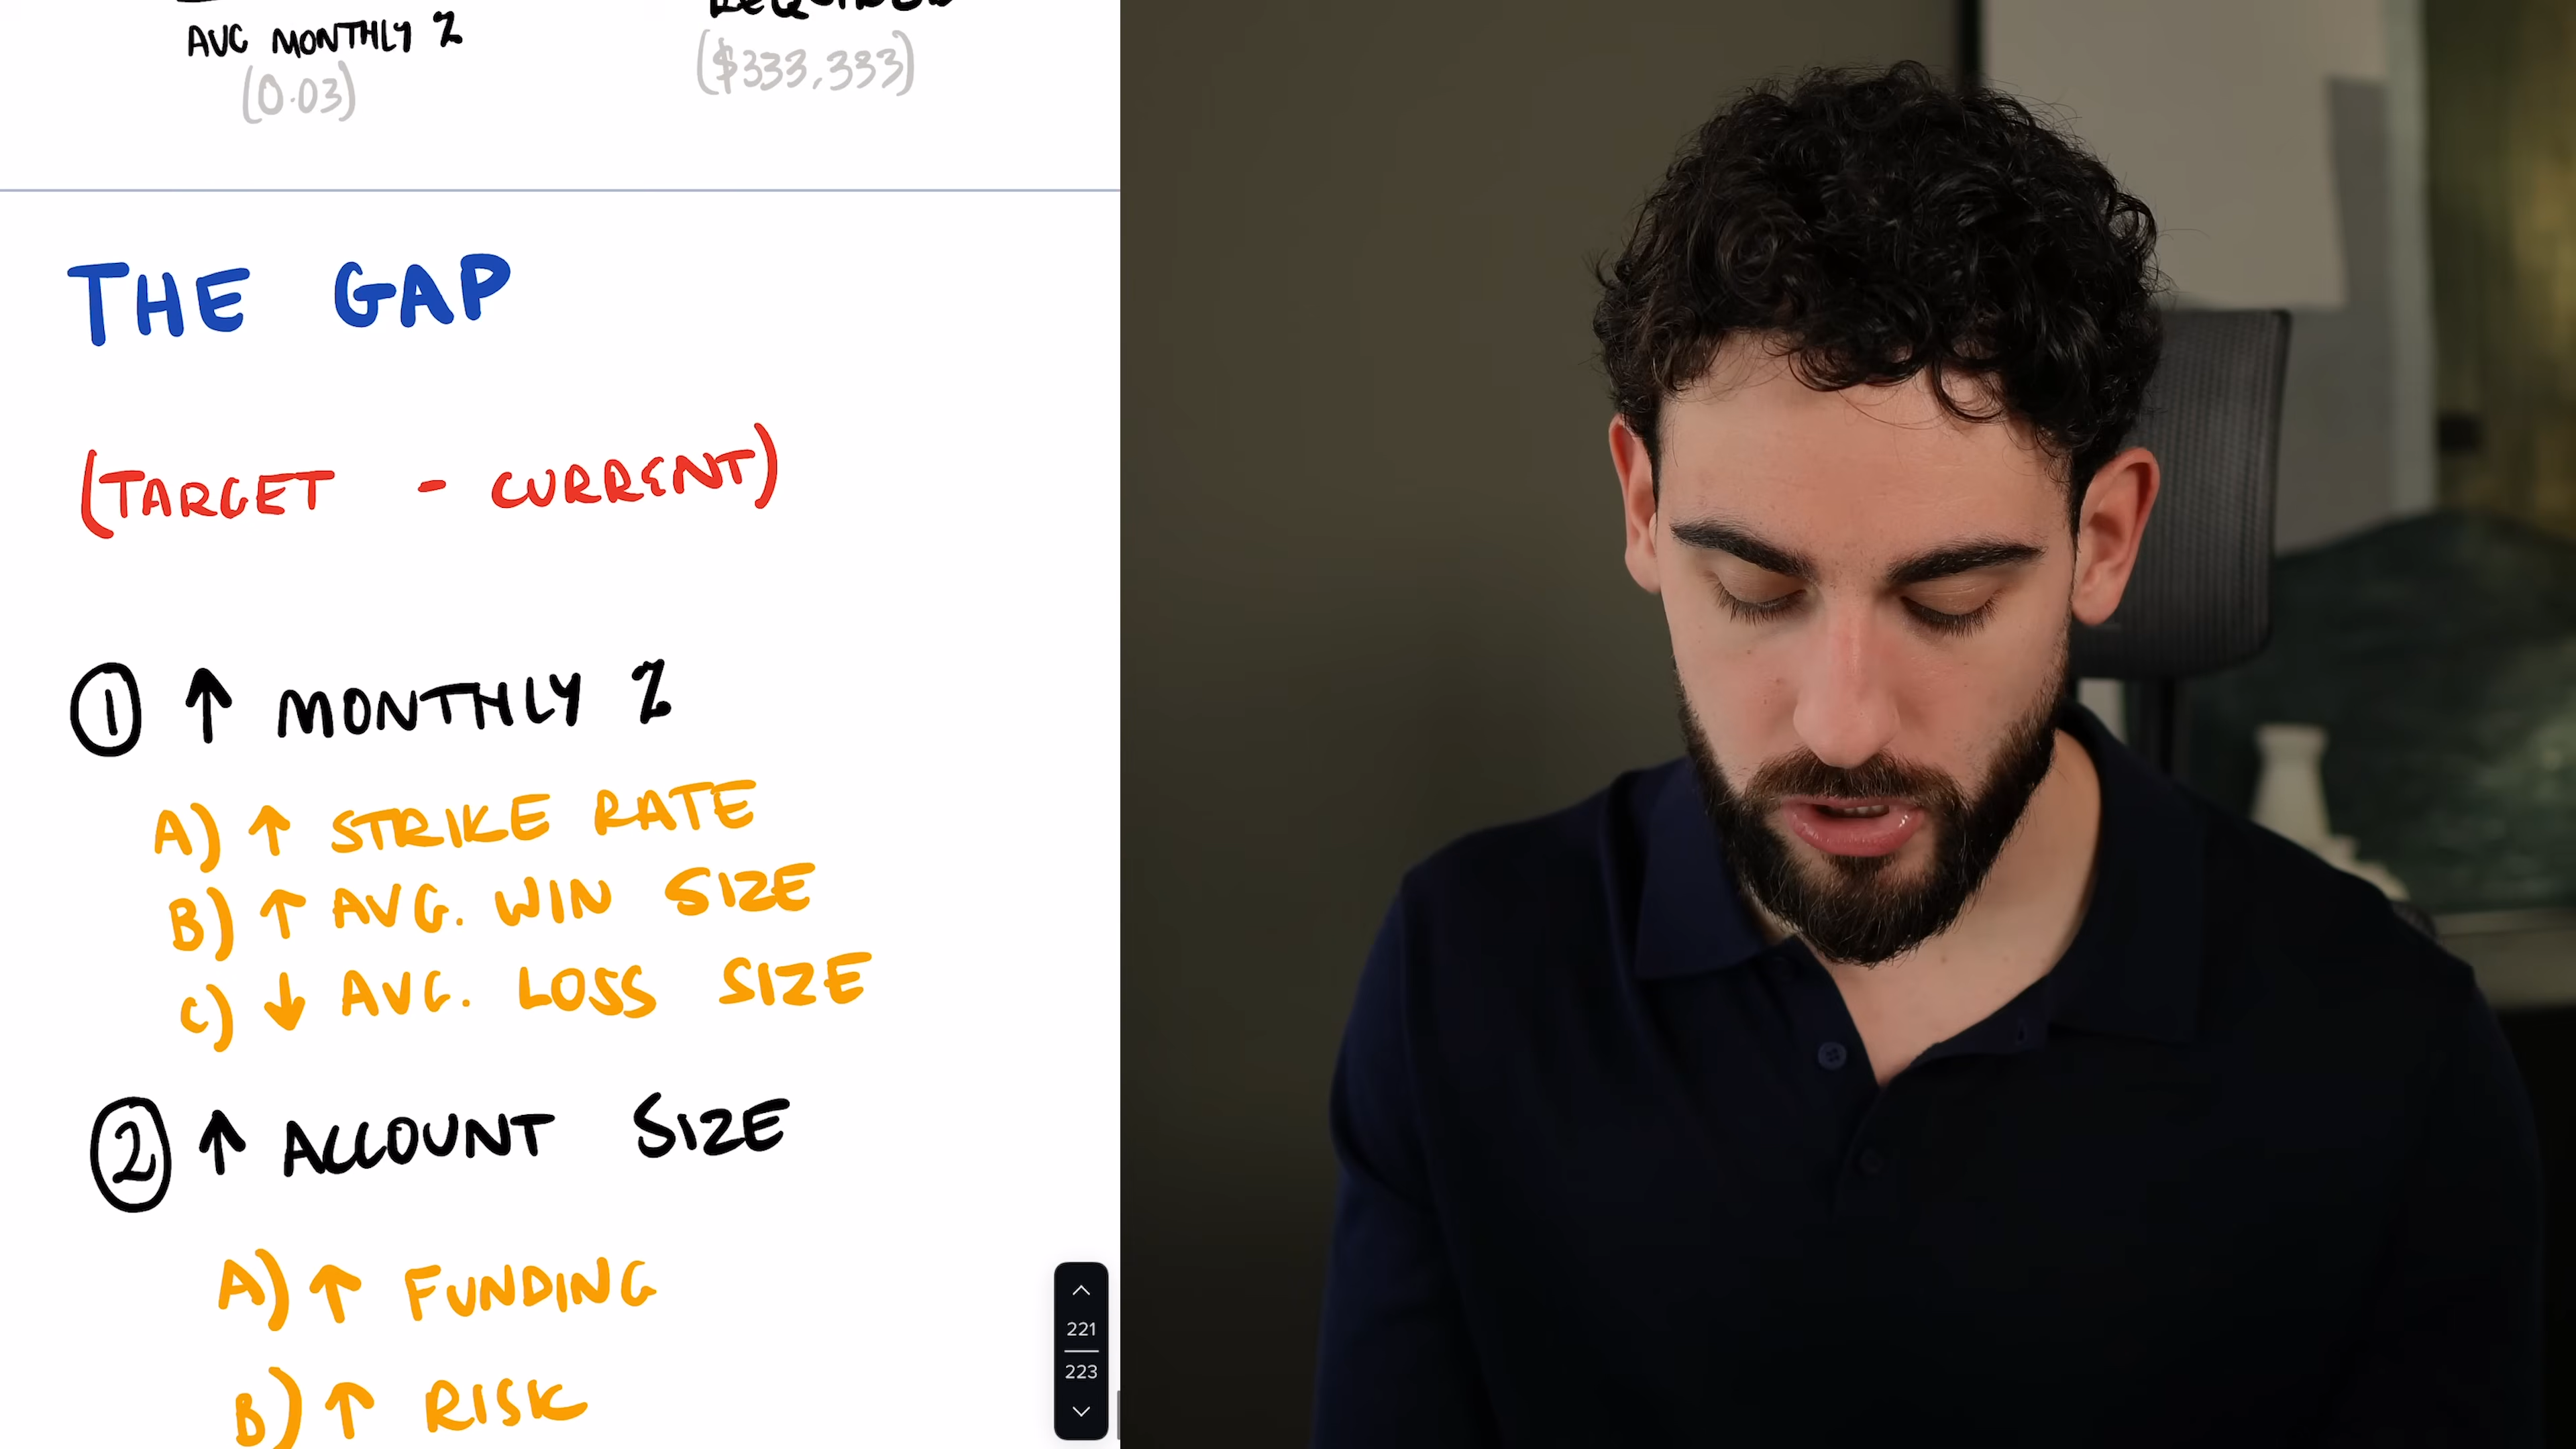 REQUIRED
AVG MONTHLY %
($333,333)
(0.03)
THE GAP
(TARGET - CURRENT)
① ↑ MONTHLY %
A) ↑ STRIKE RATE
B) ↑ AVG. WIN SIZE
C) ↓ AVG. LOSS SIZE
② ↑ ACCOUNT SIZE
A) ↑ FUNDING
B) ↑ RISK
221
223